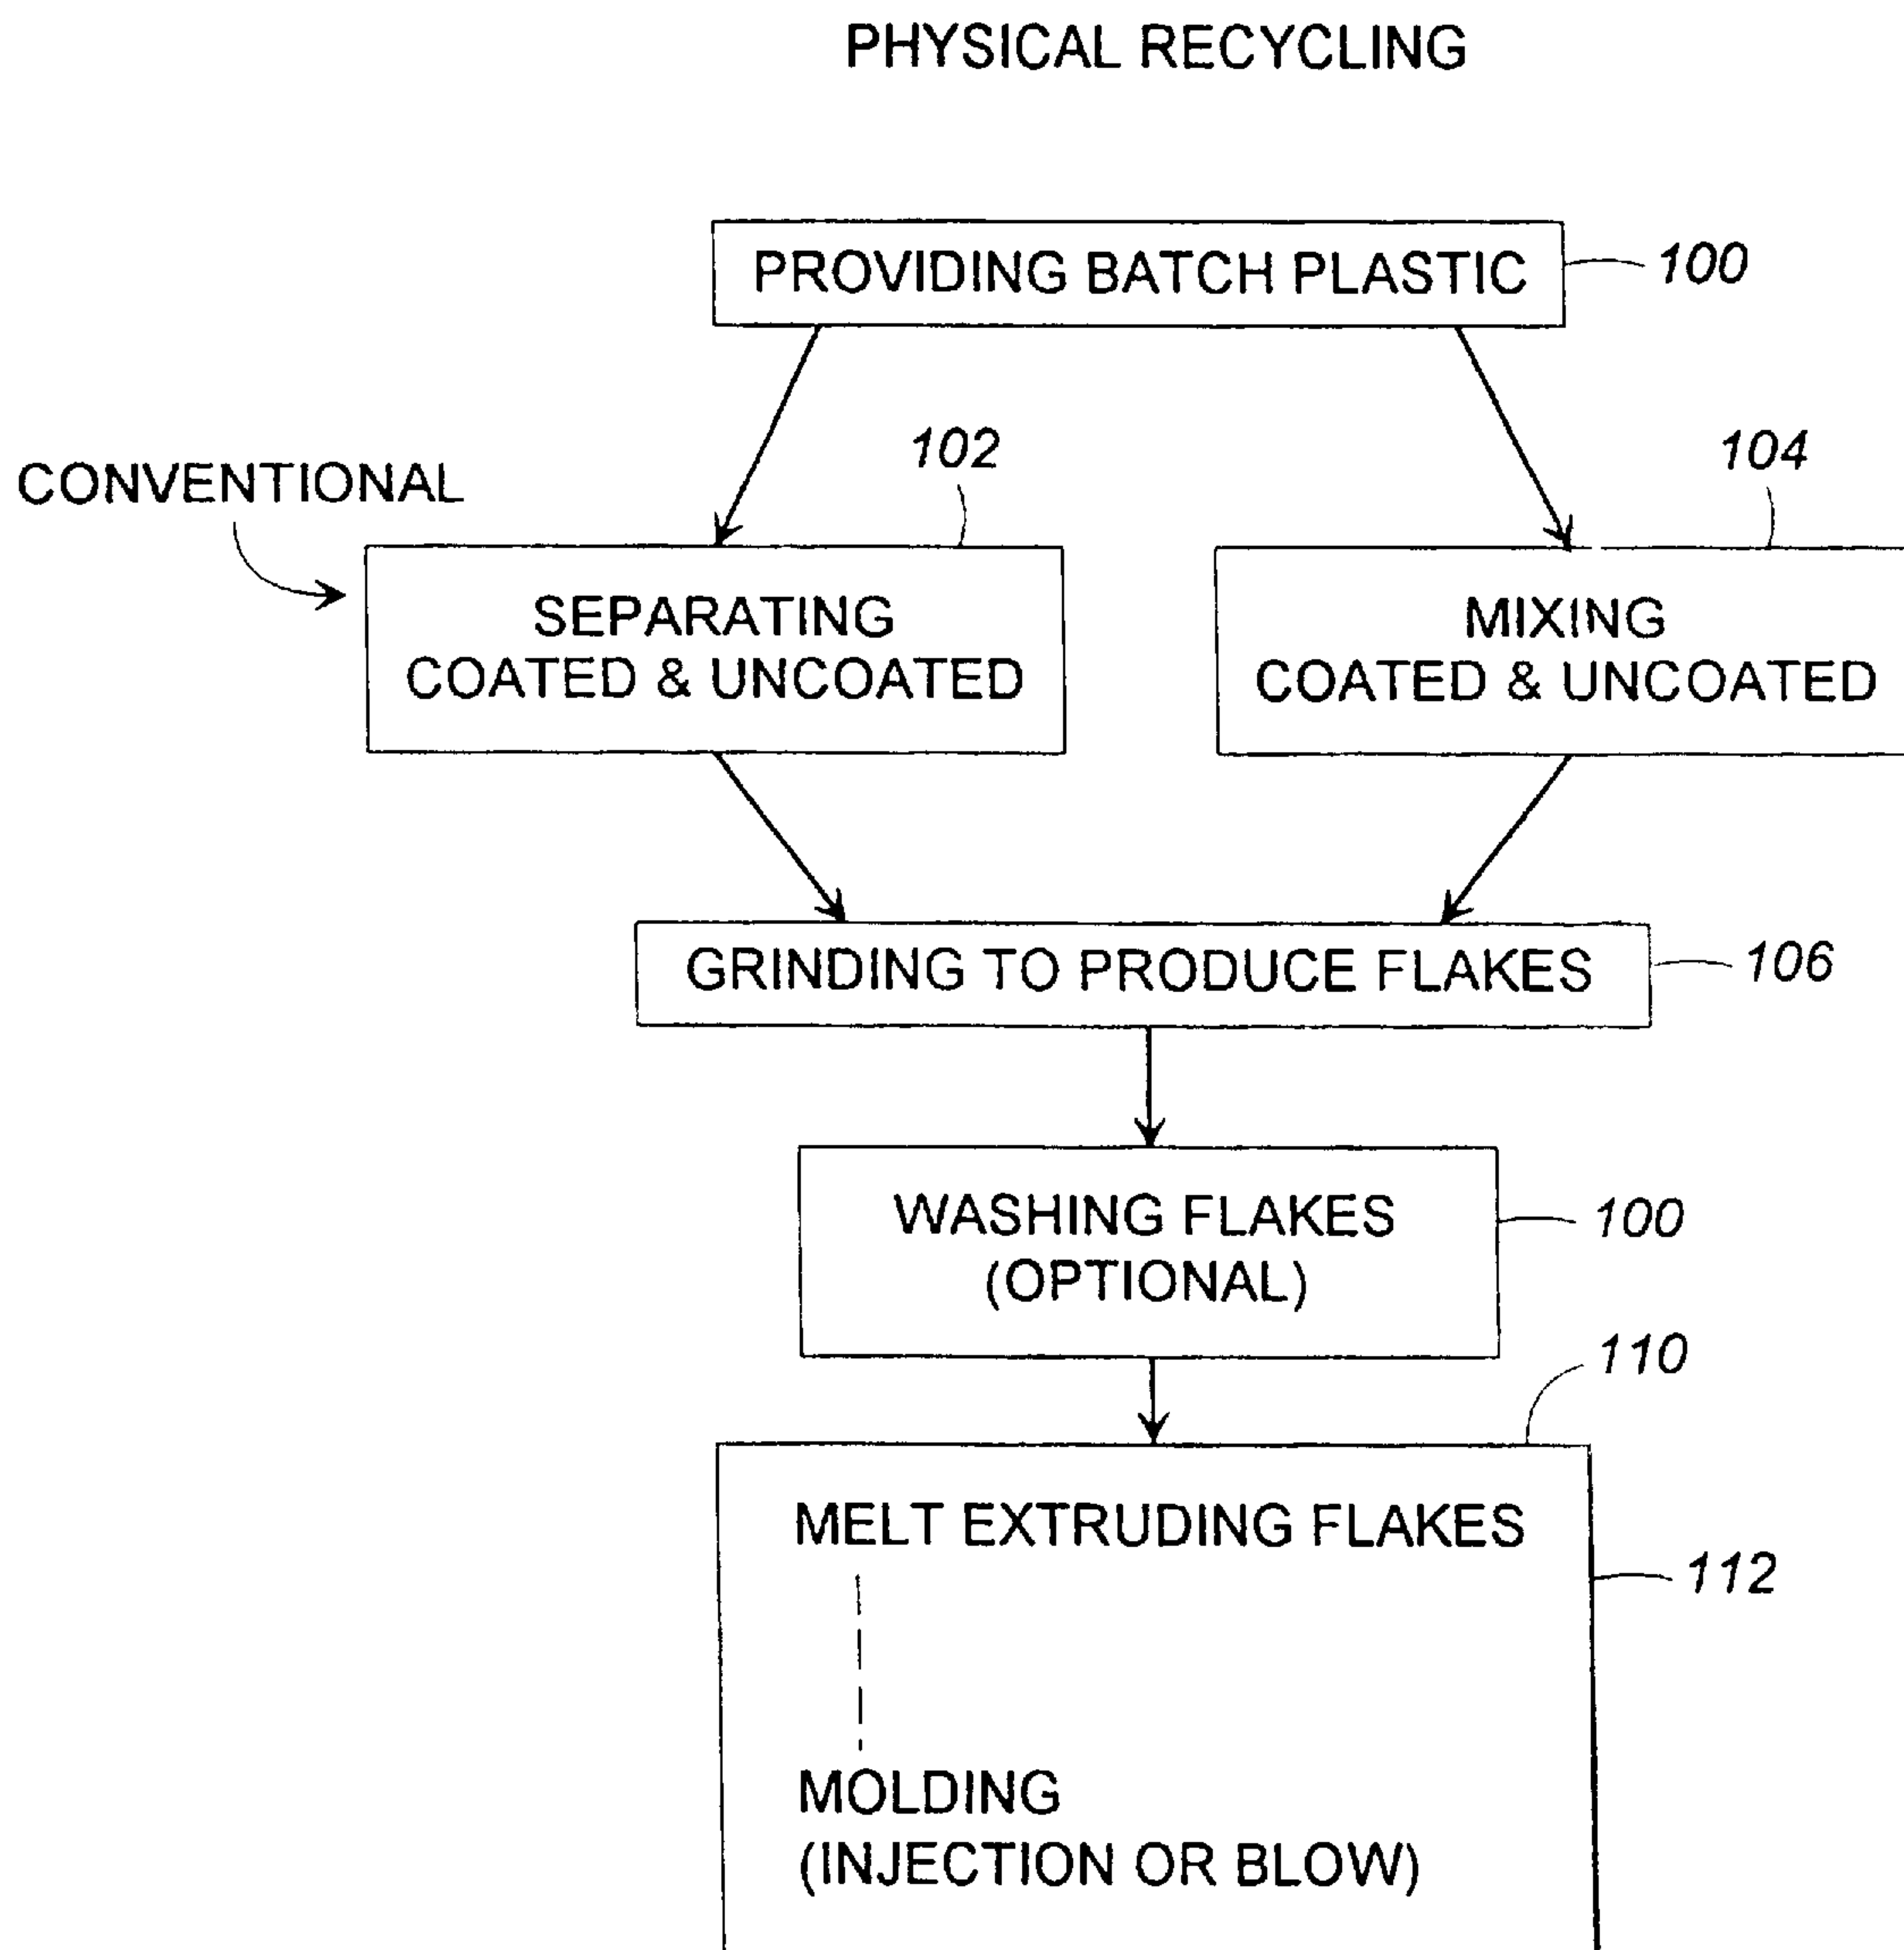 PHYSICAL RECYCLING
PROVIDING BATCH PLASTIC
100
CONVENTIONAL
102
104
SEPARATING
COATED & UNCOATED
MIXING
COATED & UNCOATED
GRINDING TO PRODUCE FLAKES
106
WASHING FLAKES
(OPTIONAL)
100
110
MELT EXTRUDING FLAKES
112
MOLDING
(INJECTION OR BLOW)